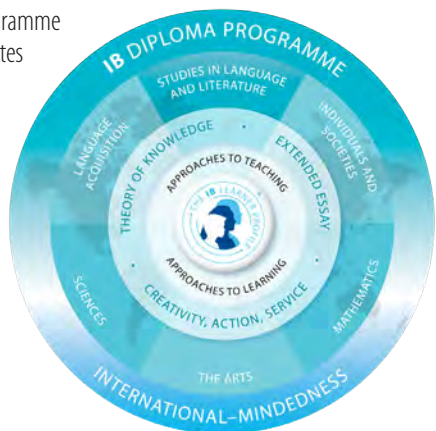 gramme
tes
IB DIPLOMA PROGRAMME
STUDIES IN LANGUAGE
AND LITERATURE
LANGUAGE
ACQUISITION
INDIVIDUALS AND
SOCIETIES
THEORY OF KNOWLEDGE
EXTENDED ESSAY
APPROACHES TO TEACHING
THE IB LEARNER PROFILE
APPROACHES TO LEARNING
CREATIVITY, ACTION, SERVICE
SCIENCES
MATHEMATICS
THE ARTS
INTERNATIONAL–MINDEDNESS